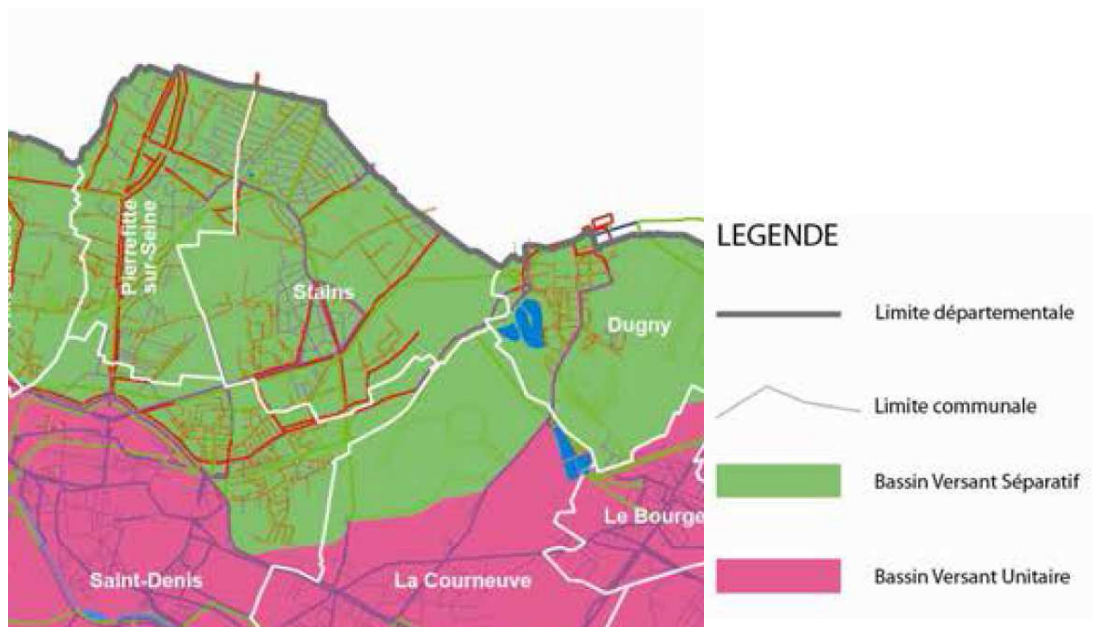 Pierrefitte
sur-Seine
Stains
Dugny
Le Bourge
Saint-Denis
La Courneuve
LEGENDE
Limite départementale
Limite communale
Bassin Versant Séparatif
Bassin Versant Unitaire